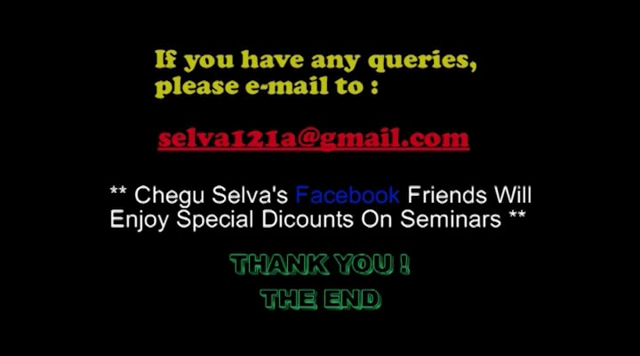 If you have any queries,
please e-mail to :
selva121a@gmail.com
** Chegu Selva's Facebook Friends Will
Enjoy Special Dicounts On Seminars **
THANK YOU !
THE END